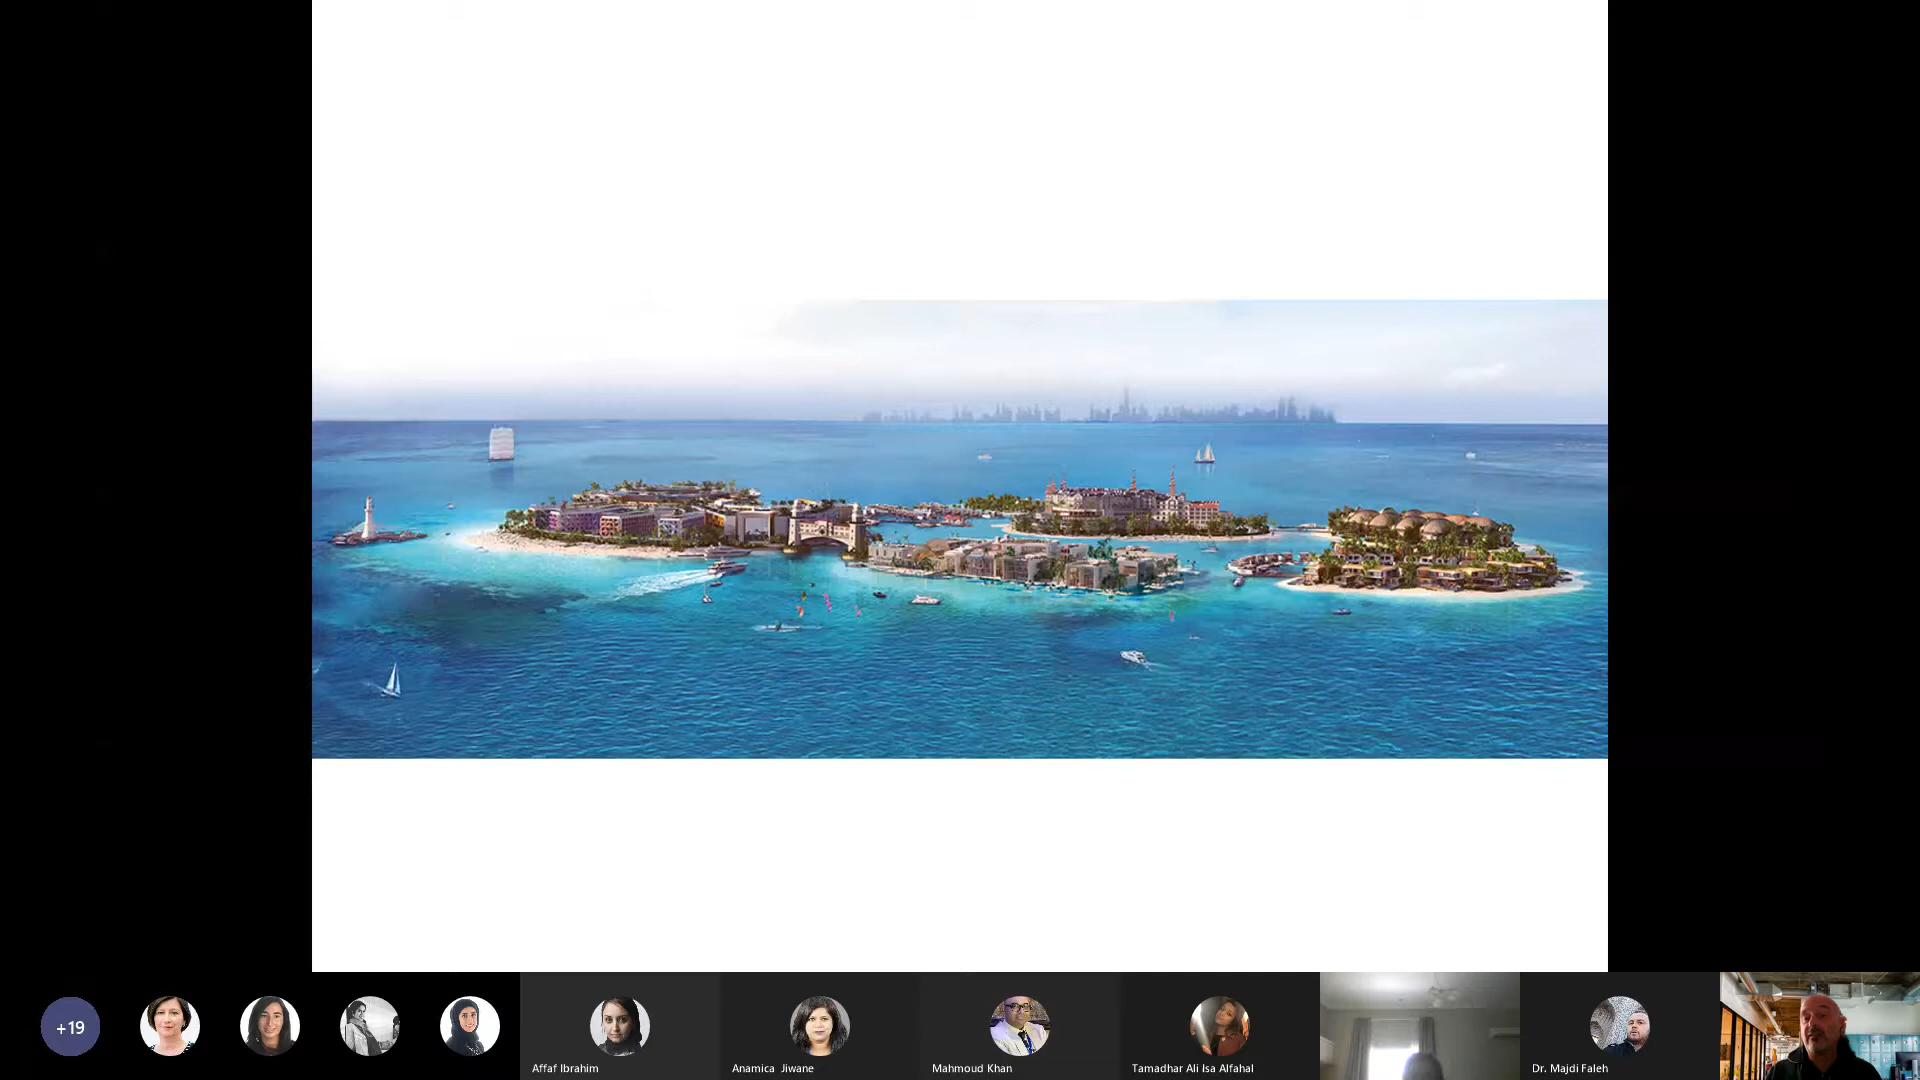 +19
Affaf Ibrahim
Anamica Jiwane
Mahmoud Khan
Tamadhar Ali Isa Alfahal
Dr. Majdi Faleh